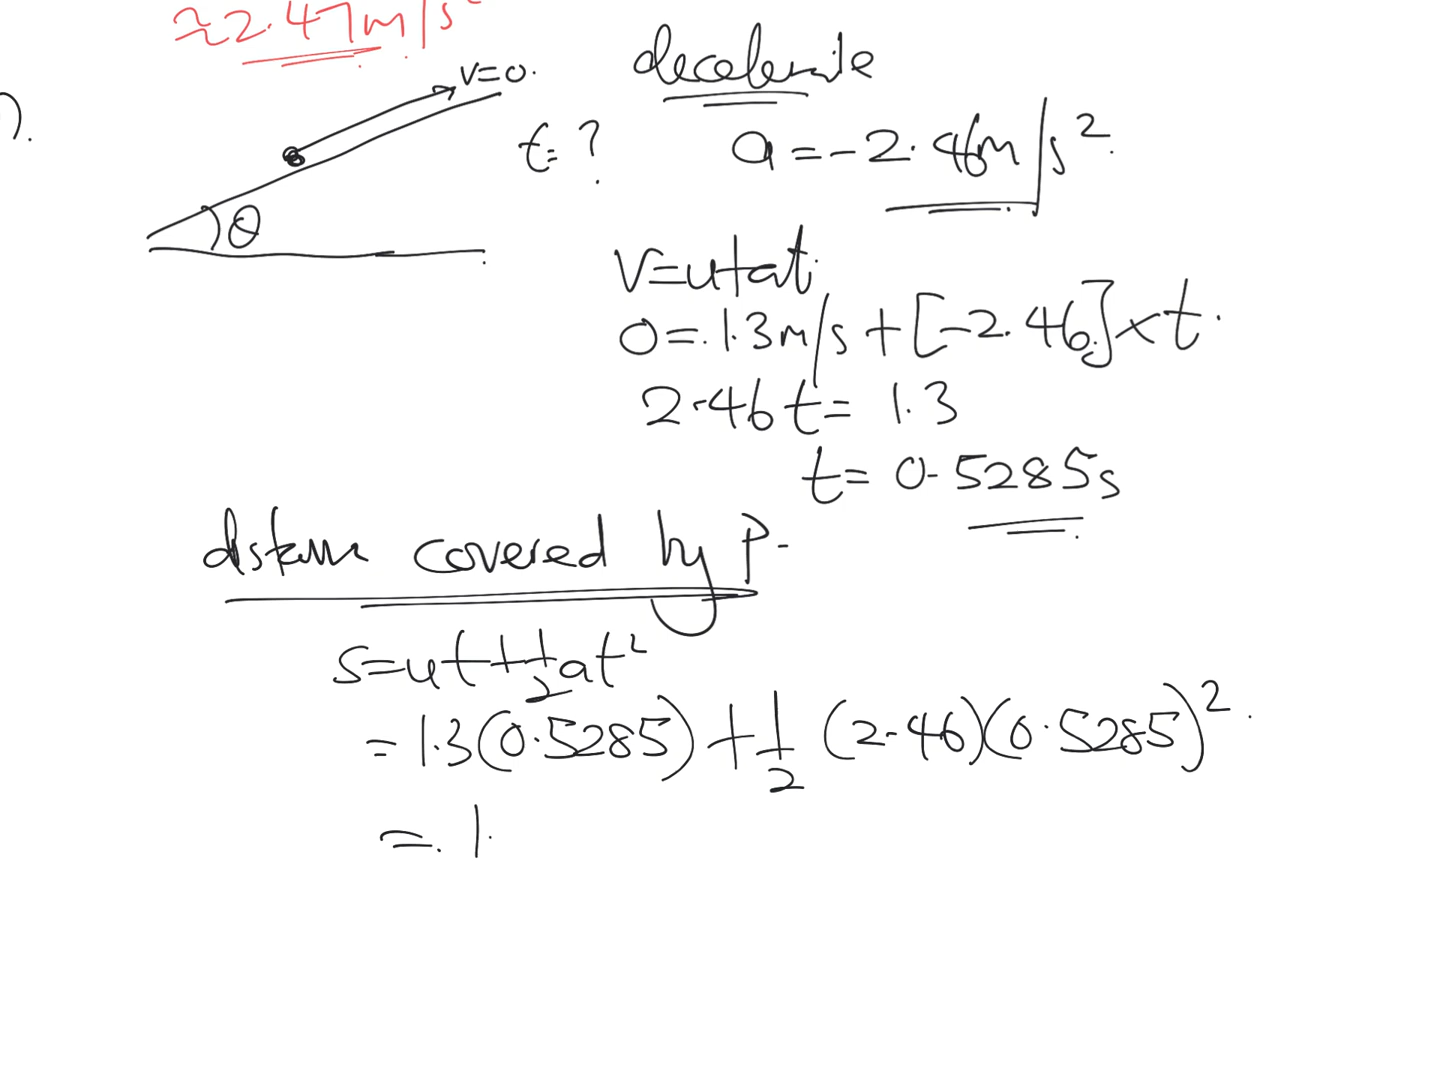 ≈2.47m/s²
).
V=0.
decelerate
t=?
a=-2.46m/s².
θ
V=u+at.
0=.1.3m/s+[-2.46]×t.
2.46t= 1.3
t= 0.5285s
distance covered by P-
s=ut+½at²
=1.3(0.5285)+½(2.46)(0.5285)².
=. 1.